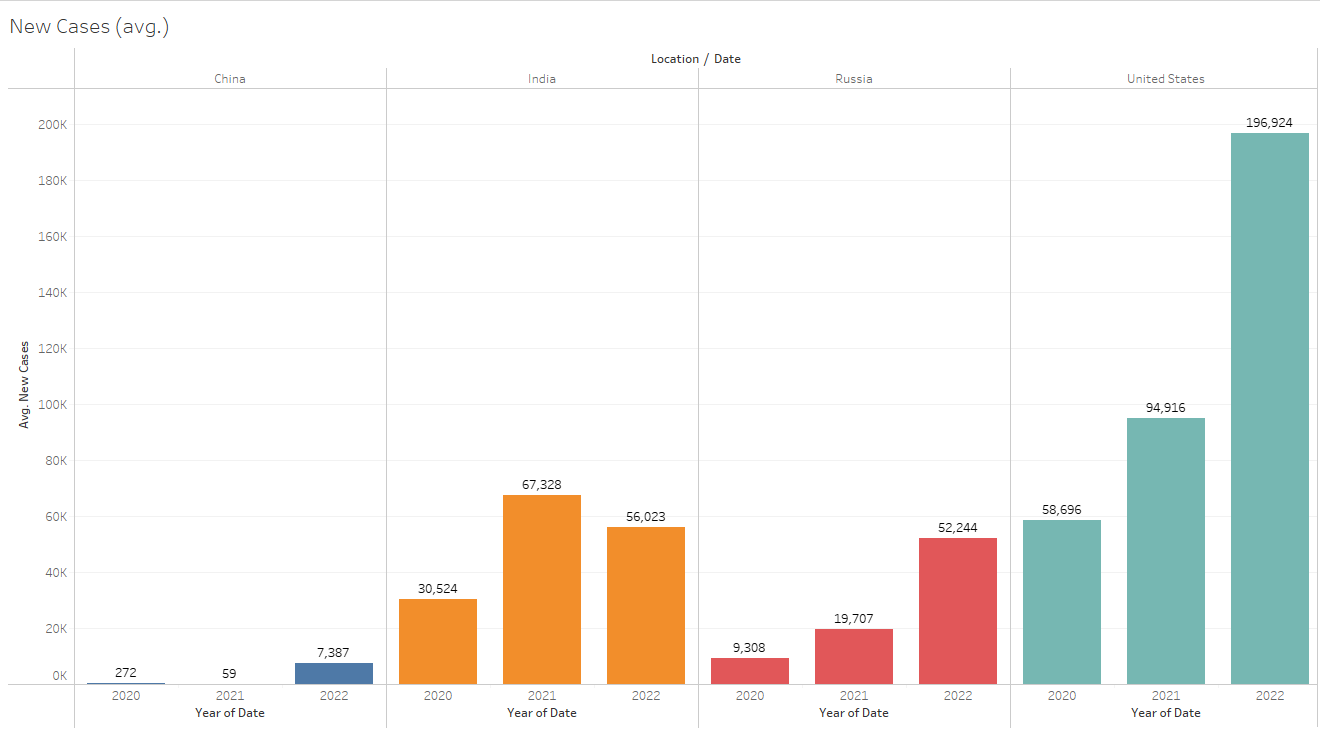 New Cases (avg.)
Location / Date
China India Russia United States
200K
180K
160K
140K
120K
100K
80K
60K
40K
20K
0K
Avg. New Cases
272 59 7,387 30,524 67,328 56,023 9,308 19,707 52,244 58,696 94,916 196,924
2020 2021 2022 2020 2021 2022 2020 2021 2022 2020 2021 2022
Year of Date Year of Date Year of Date Year of Date